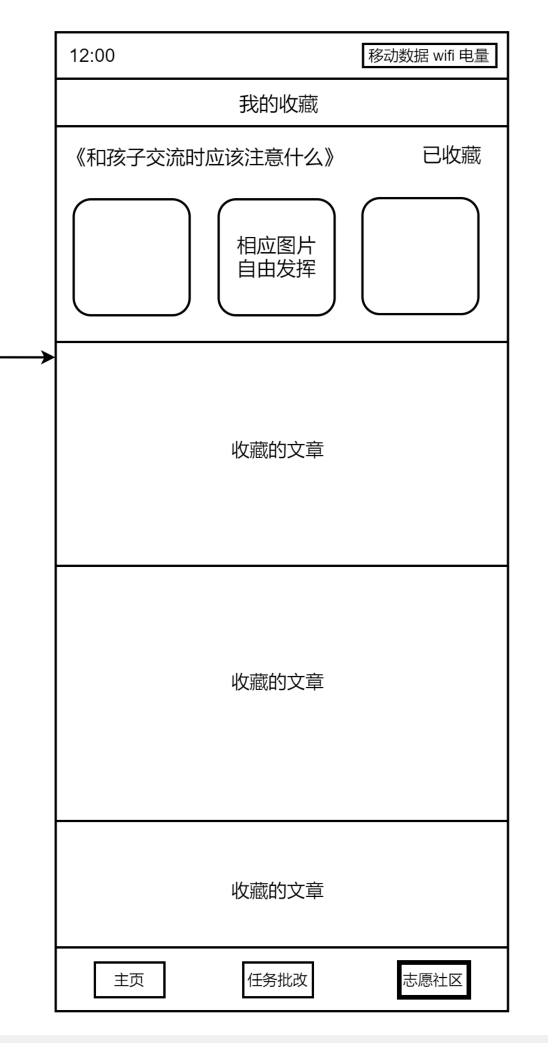 12:00
移动数据 wifi 电量
我的收藏
《和孩子交流时应该注意什么》
已收藏
相应图片
自由发挥
收藏的文章
收藏的文章
收藏的文章
主页
任务批改
志愿社区